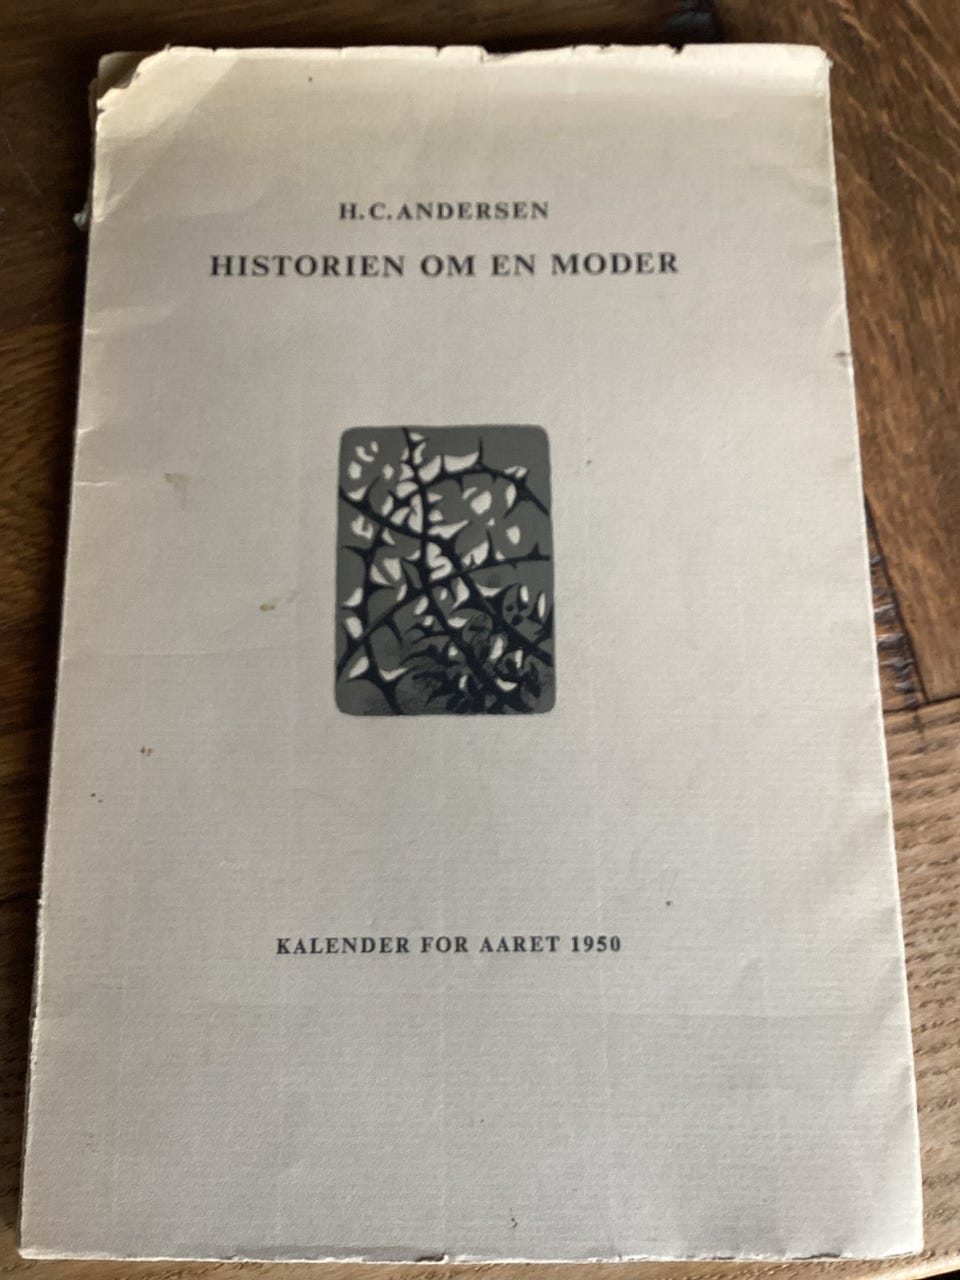 H.C. ANDERSEN
HISTORIEN OM EN MODER
KALENDER FOR AARET 1950